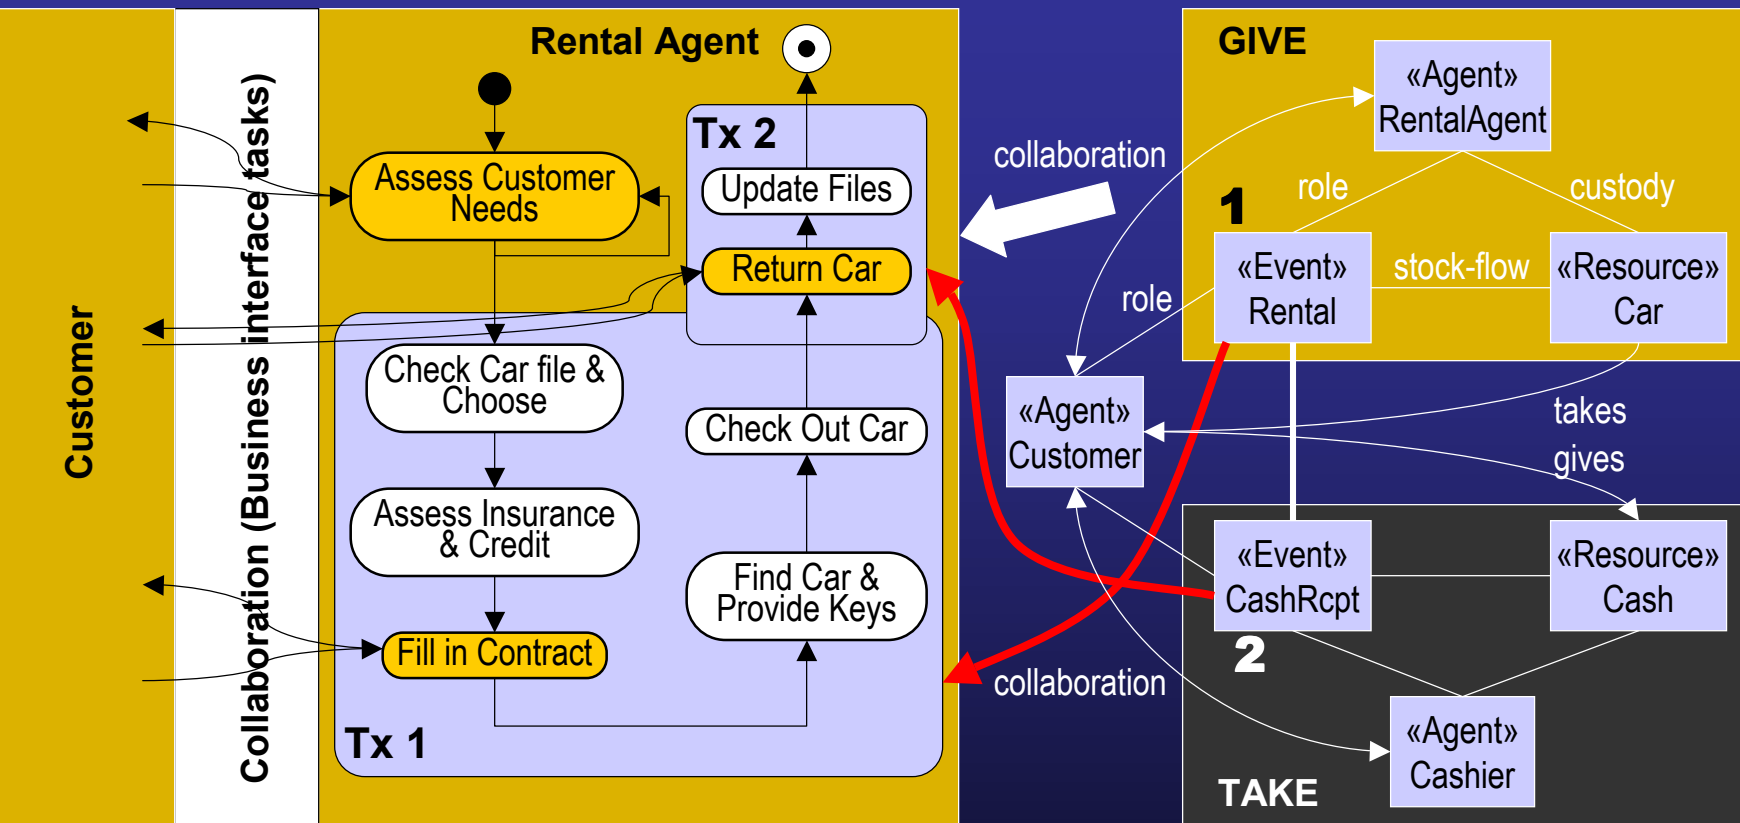 Customer
Collaboration (Business interface tasks)
Rental Agent
Assess Customer
Needs
Tx 2
Update Files
Return Car
Check Car file &
Choose
Check Out Car
Assess Insurance
& Credit
Find Car &
Provide Keys
Fill in Contract
Tx 1
collaboration
GIVE
«Agent»
RentalAgent
role
custody
1
«Event»
Rental
stock-flow
«Resource»
Car
role
«Agent»
Customer
takes
gives
«Event»
CashRcpt
«Resource»
Cash
2
collaboration
«Agent»
Cashier
TAKE